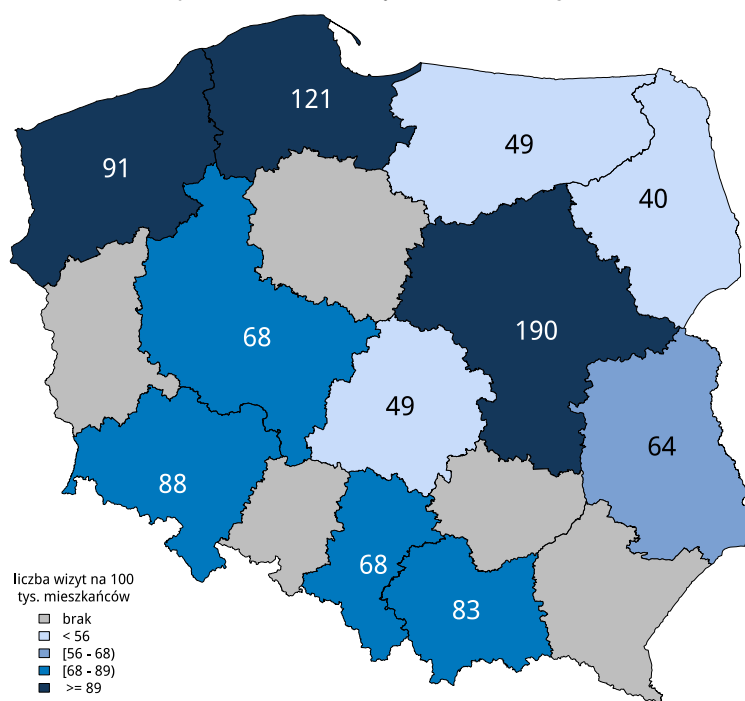 121
49
91
40
190
68
49
64
88
68
83
liczba wizyt na 100
tys. mieszkańców
brak
< 56
[56 - 68)
[68 - 89)
>= 89